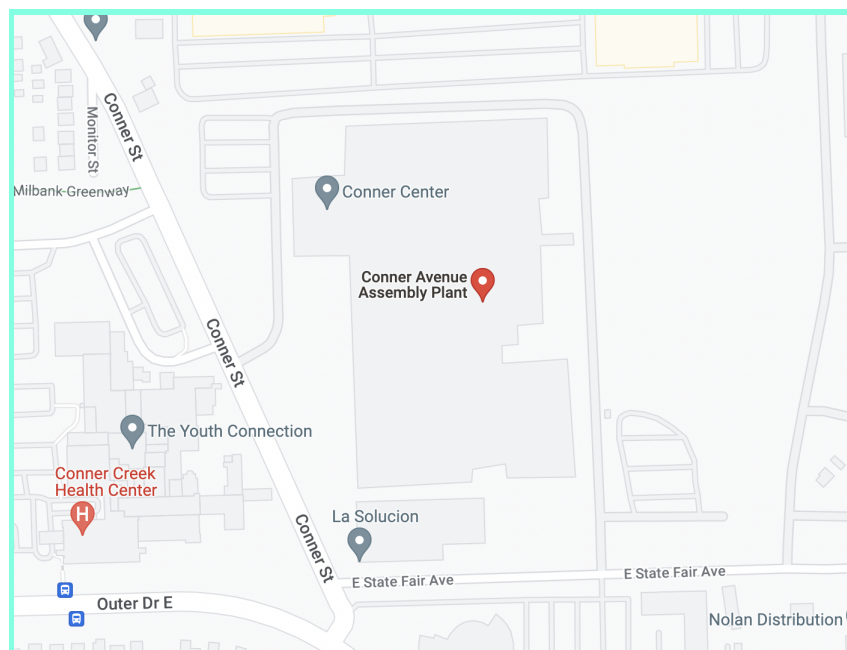 Conner St
Monitor St
Milbank-Greenway
Conner Center
Conner Avenue
Assembly Plant
Conner St
The Youth Connection
Conner Creek
Health Center
H
La Solucion
Conner St
E State Fair Ave
E State Fair Ave
Outer Dr E
Nolan Distribution